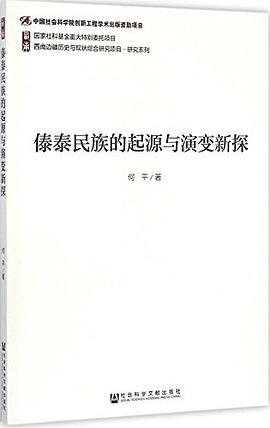 中国社会科学院创新工程学术出版资助项目
国家社科基金重大特别委托项目
西南边疆历史与现状综合研究项目·研究系列
傣泰民族的起源与演变新探
何 平/著
社会科学文献出版社
SOCIAL SCIENCES ACADEMIC PRESS (CHINA)
傣泰民族的起源与演变新探
何平 著